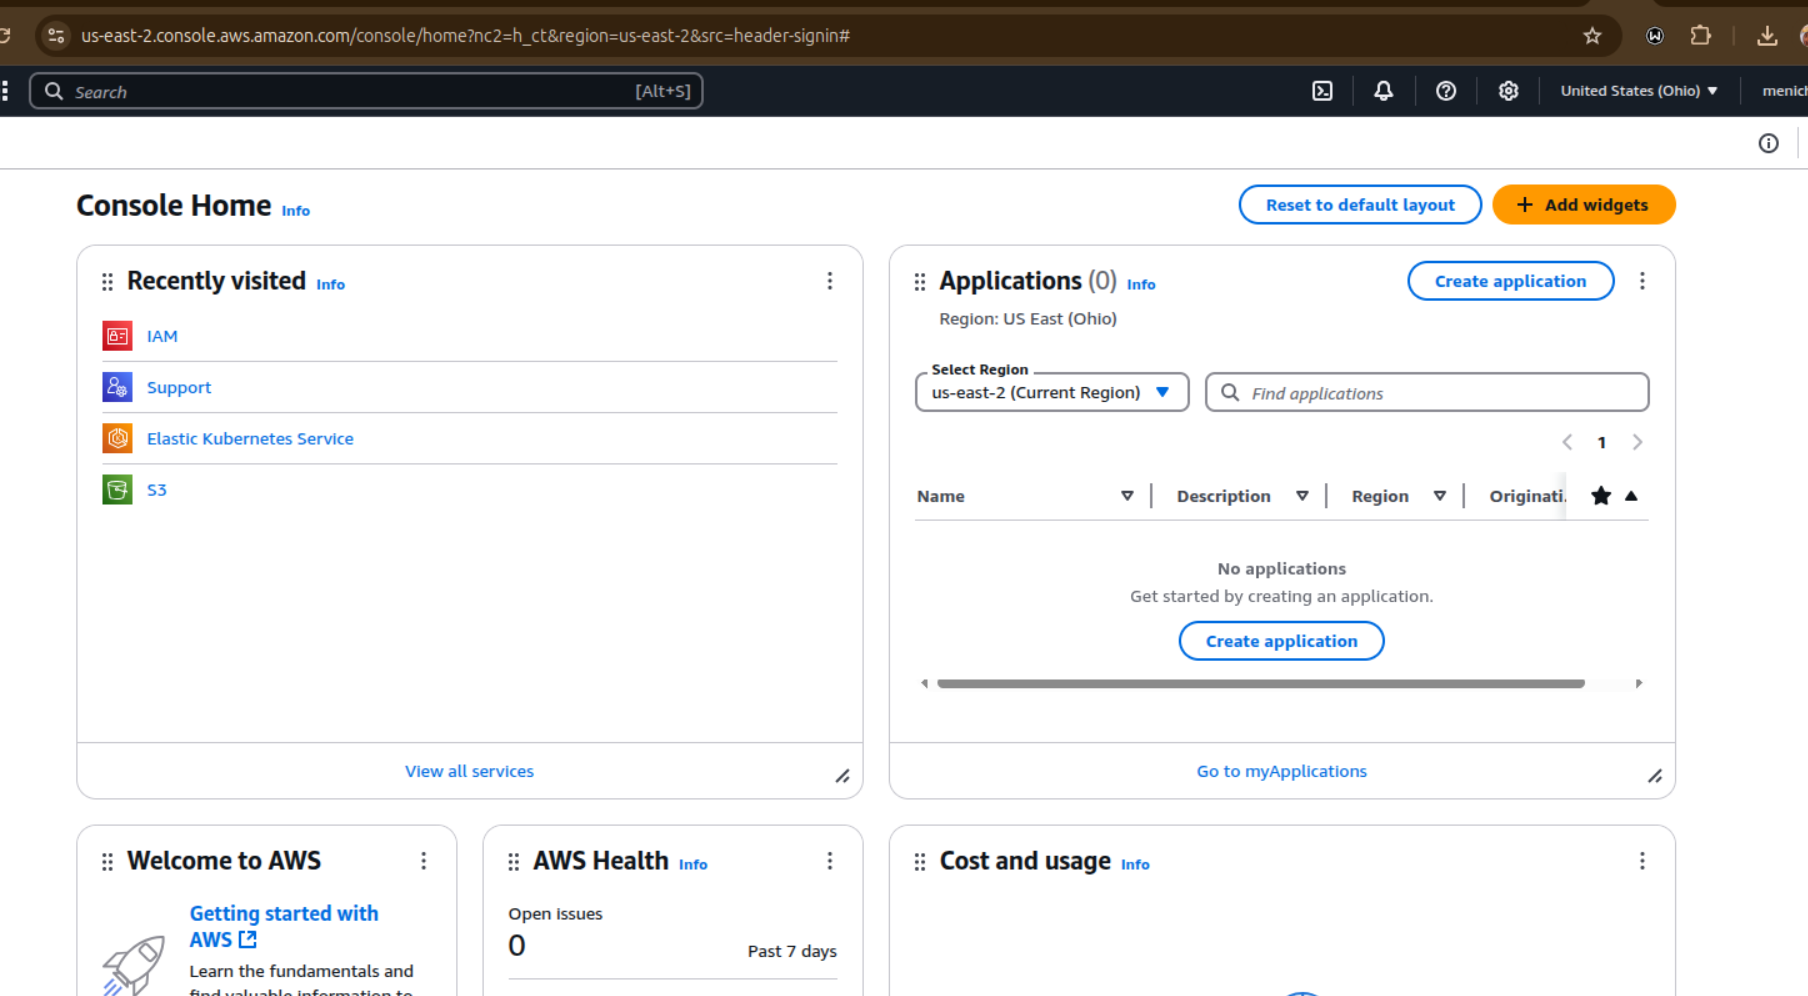 us-east-2.console.aws.amazon.com/console/home?nc2=h_ct&region=us-east-2&src=header-signin#
Search [Alt+S] United States (Ohio)
Console Home Info Reset to default layout + Add widgets
Recently visited Info
IAM
Support
Elastic Kubernetes Service
S3
View all services
Applications (0) Info Create application
Region: US East (Ohio)
Select Region
us-east-2 (Current Region) Find applications
1
Name Description Region Originati.
No applications
Get started by creating an application.
Create application
Go to myApplications
Welcome to AWS
Getting started with
AWS
Learn the fundamentals and
find valuable information to
AWS Health Info
Open issues
0 Past 7 days
Cost and usage Info